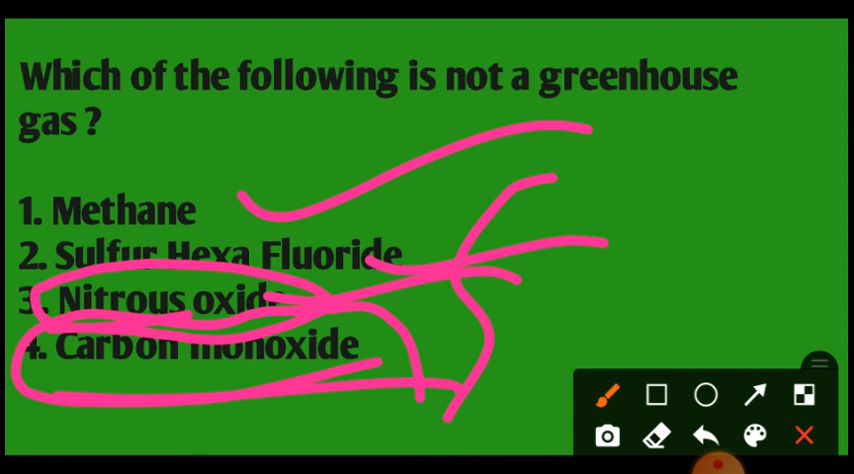 Which of the following is not a greenhouse
gas ?
1. Methane
2. Sulfur Hexa Fluoride
3. Nitrous oxide
4. Carbon monoxide